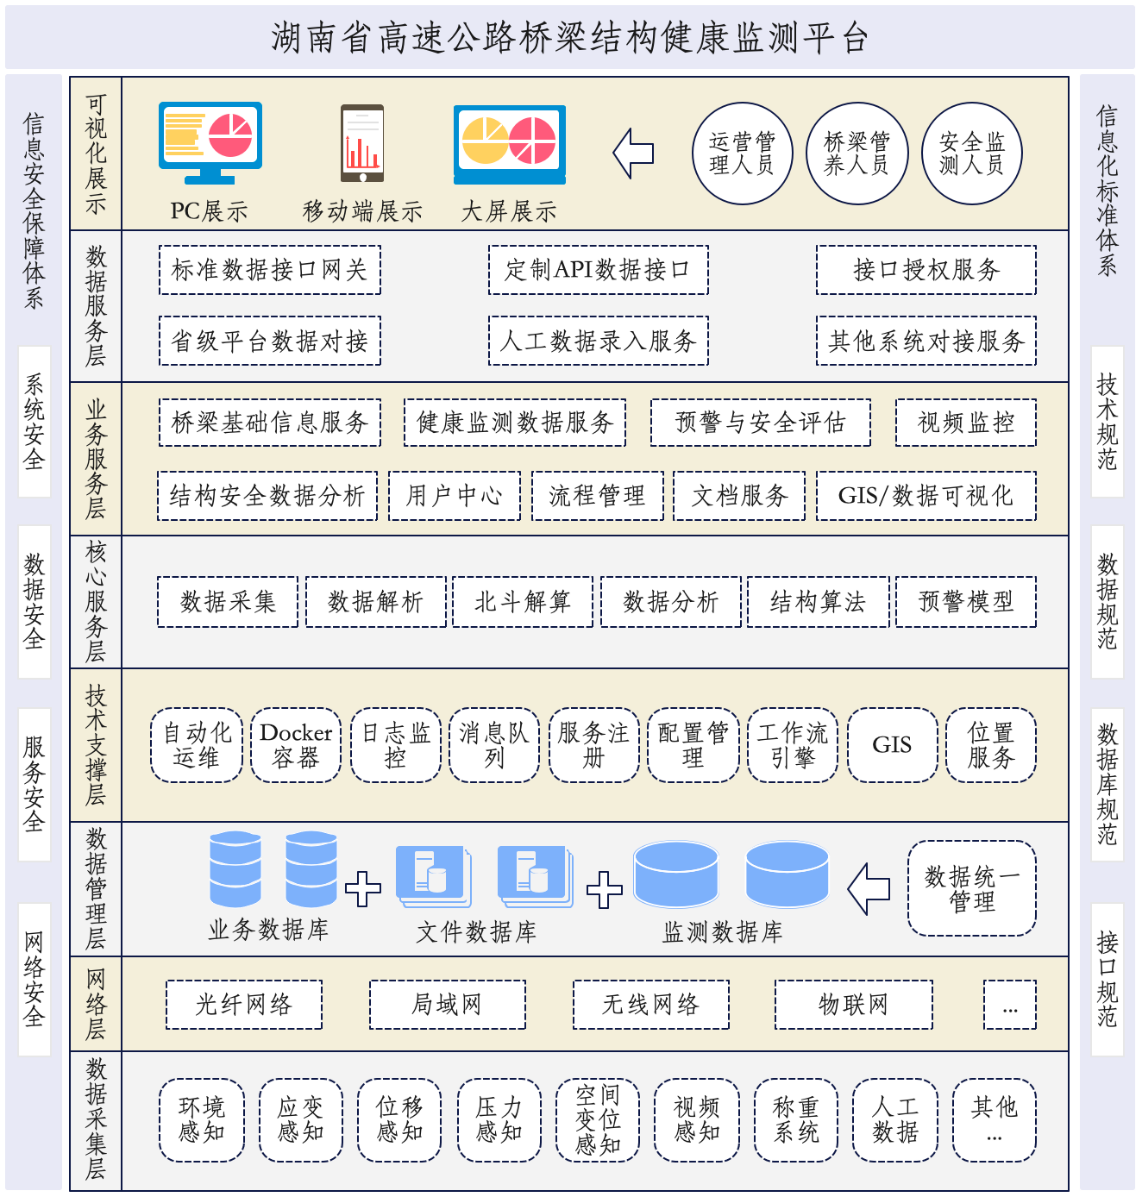 湖南省高速公路桥梁结构健康监测平台
信息安全保障体系
系统安全
数据安全
服务安全
网络安全
可视化展示
PC展示
移动端展示
大屏展示
运营管
理人员
桥梁管
养人员
安全监
测人员
数据服务层
标准数据接口网关
定制API数据接口
接口授权服务
省级平台数据对接
人工数据录入服务
其他系统对接服务
业务服务层
桥梁基础信息服务
健康监测数据服务
预警与安全评估
视频监控
结构安全数据分析
用户中心
流程管理
文档服务
GIS/数据可视化
核心服务层
数据采集
数据解析
北斗解算
数据分析
结构算法
预警模型
技术支撑层
自动化
运维
Docker
容器
日志监
控
消息队
列
服务注
册
配置管
理
工作流
引擎
GIS
位置
服务
数据管理层
业务数据库
文件数据库
监测数据库
数据统一
管理
网络层
光纤网络
局域网
无线网络
物联网
...
数据采集层
环境
感知
应变
感知
位移
感知
压力
感知
空间
变位
感知
视频
感知
称重
系统
人工
数据
其他
...
信息化标准体系
技术规范
数据规范
数据库规范
接口规范